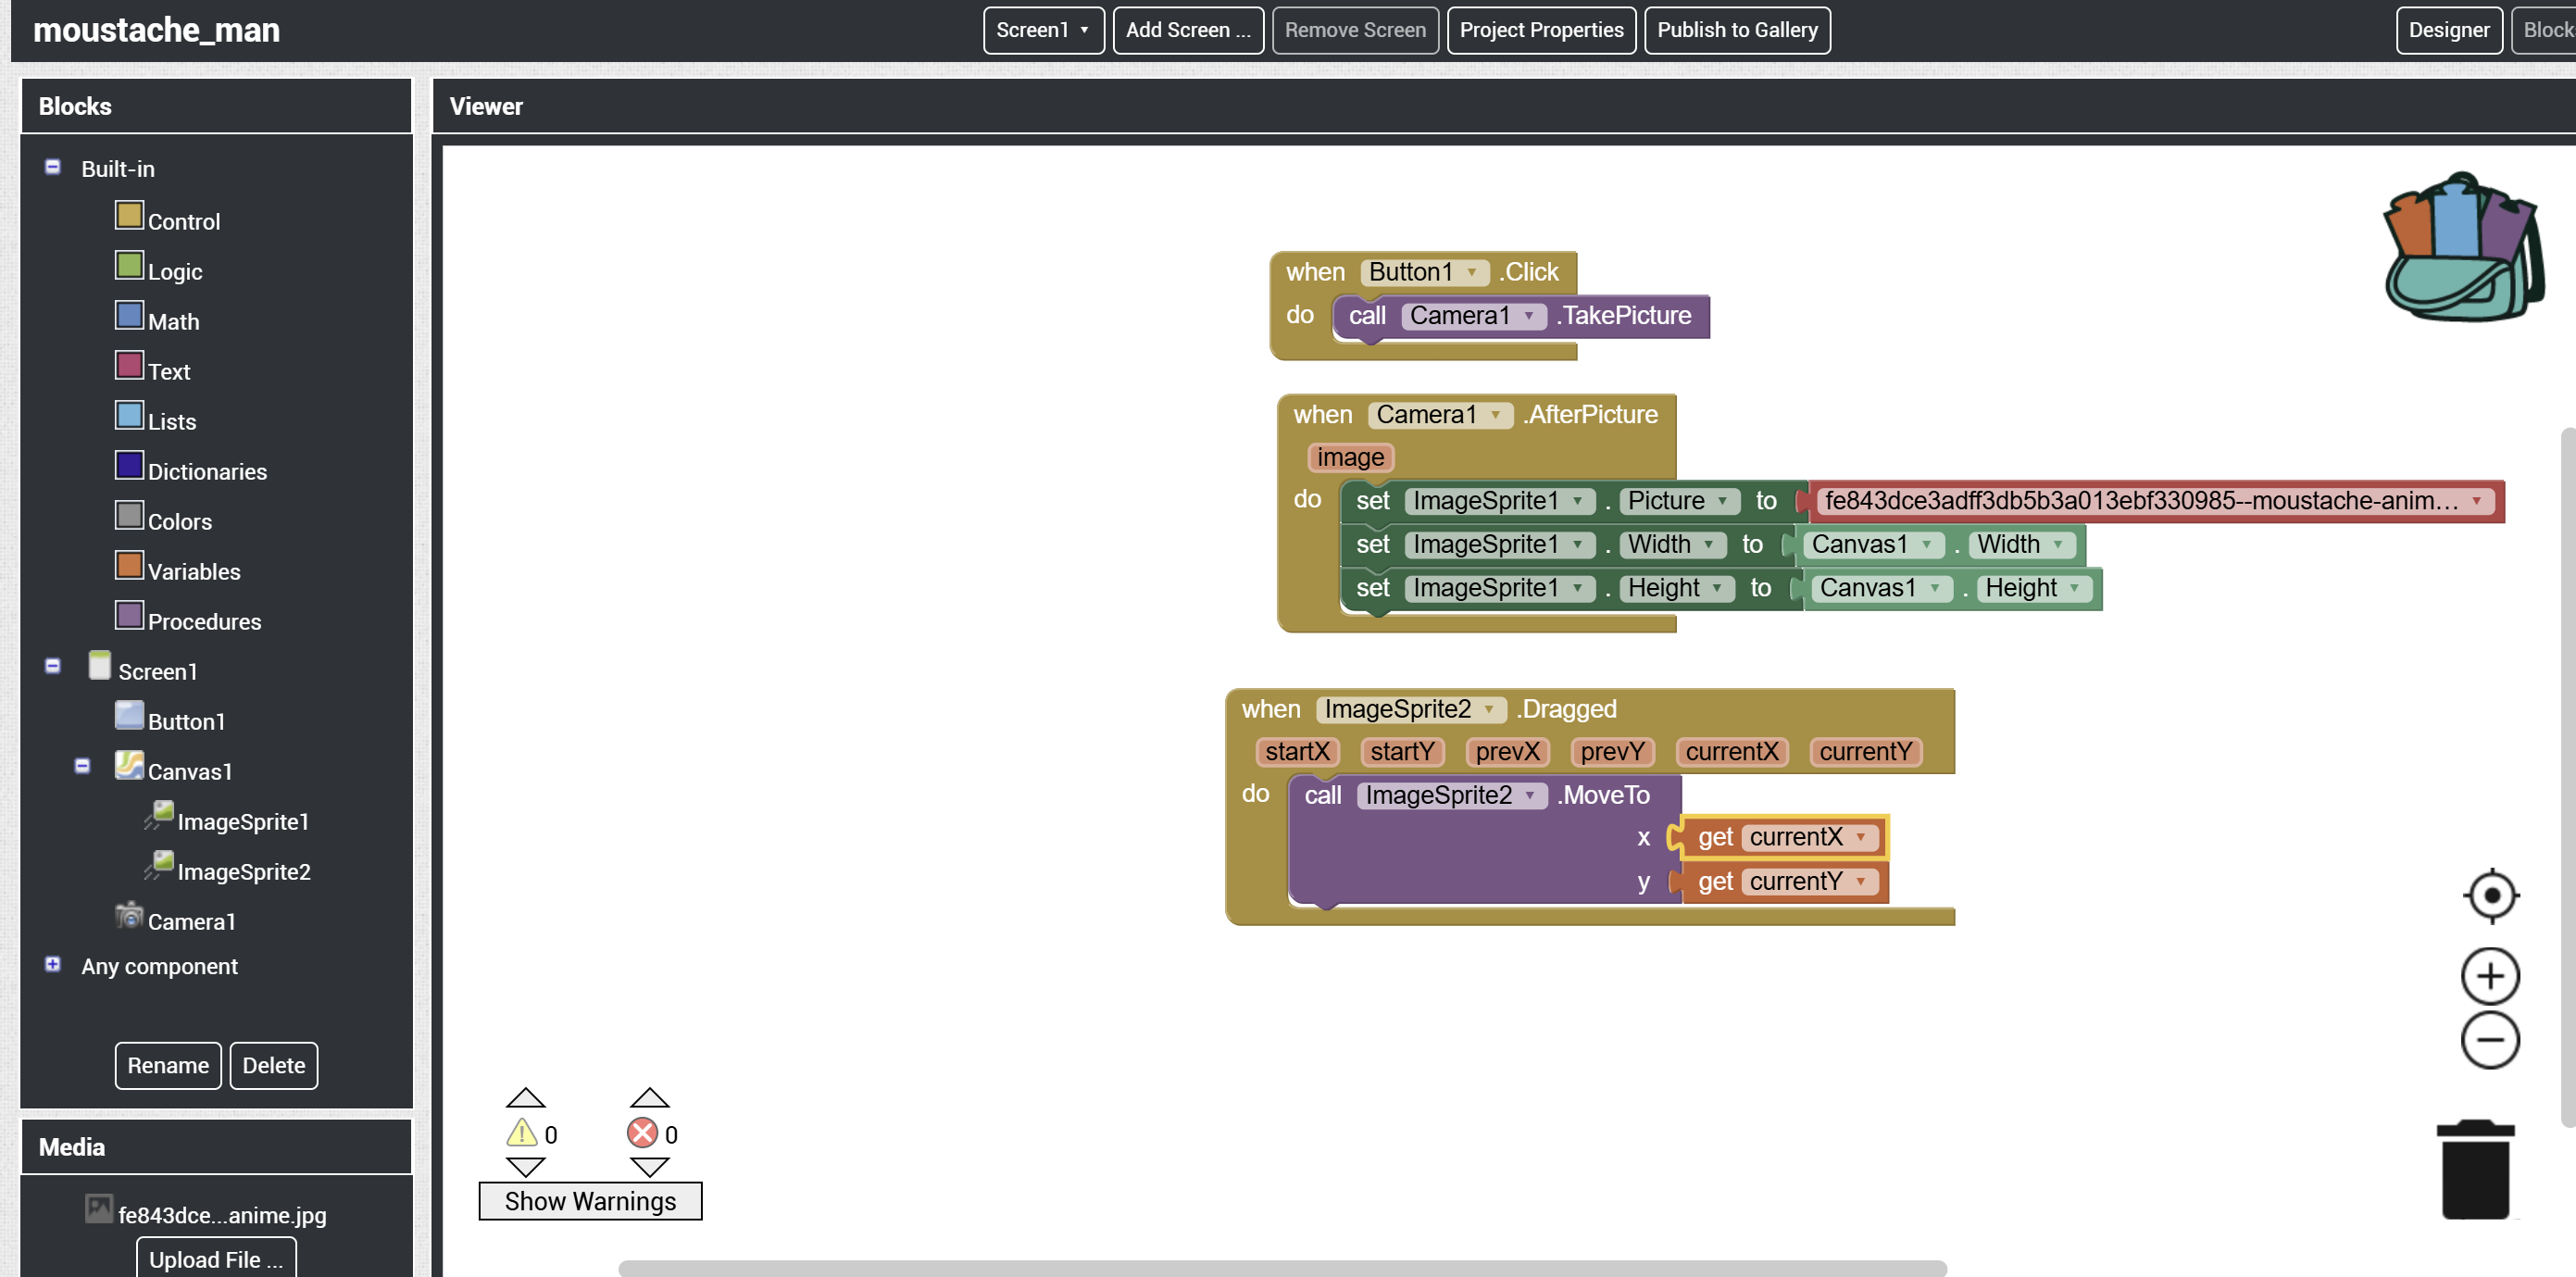 moustache_man
Screen1 Add Screen ... Remove Screen Project Properties Publish to Gallery Designer Block
Blocks
Built-in
Control
Logic
Math
Text
Lists
Dictionaries
Colors
Variables
Procedures
Screen1
Button1
Canvas1
ImageSprite1
ImageSprite2
Camera1
Any component
Rename Delete
Media
fe843dce...anime.jpg
Upload File ...
Viewer
when Button1 .Click
do call Camera1 .TakePicture
when Camera1 .AfterPicture
image
do set ImageSprite1 . Picture to fe843dce3adff3db5b3a013ebf330985--moustache-anim...
set ImageSprite1 . Width to Canvas1 . Width
set ImageSprite1 . Height to Canvas1 . Height
when ImageSprite2 .Dragged
startX startY prevX prevY currentX currentY
do call ImageSprite2 .MoveTo
x get currentX
y get currentY
0 0
Show Warnings